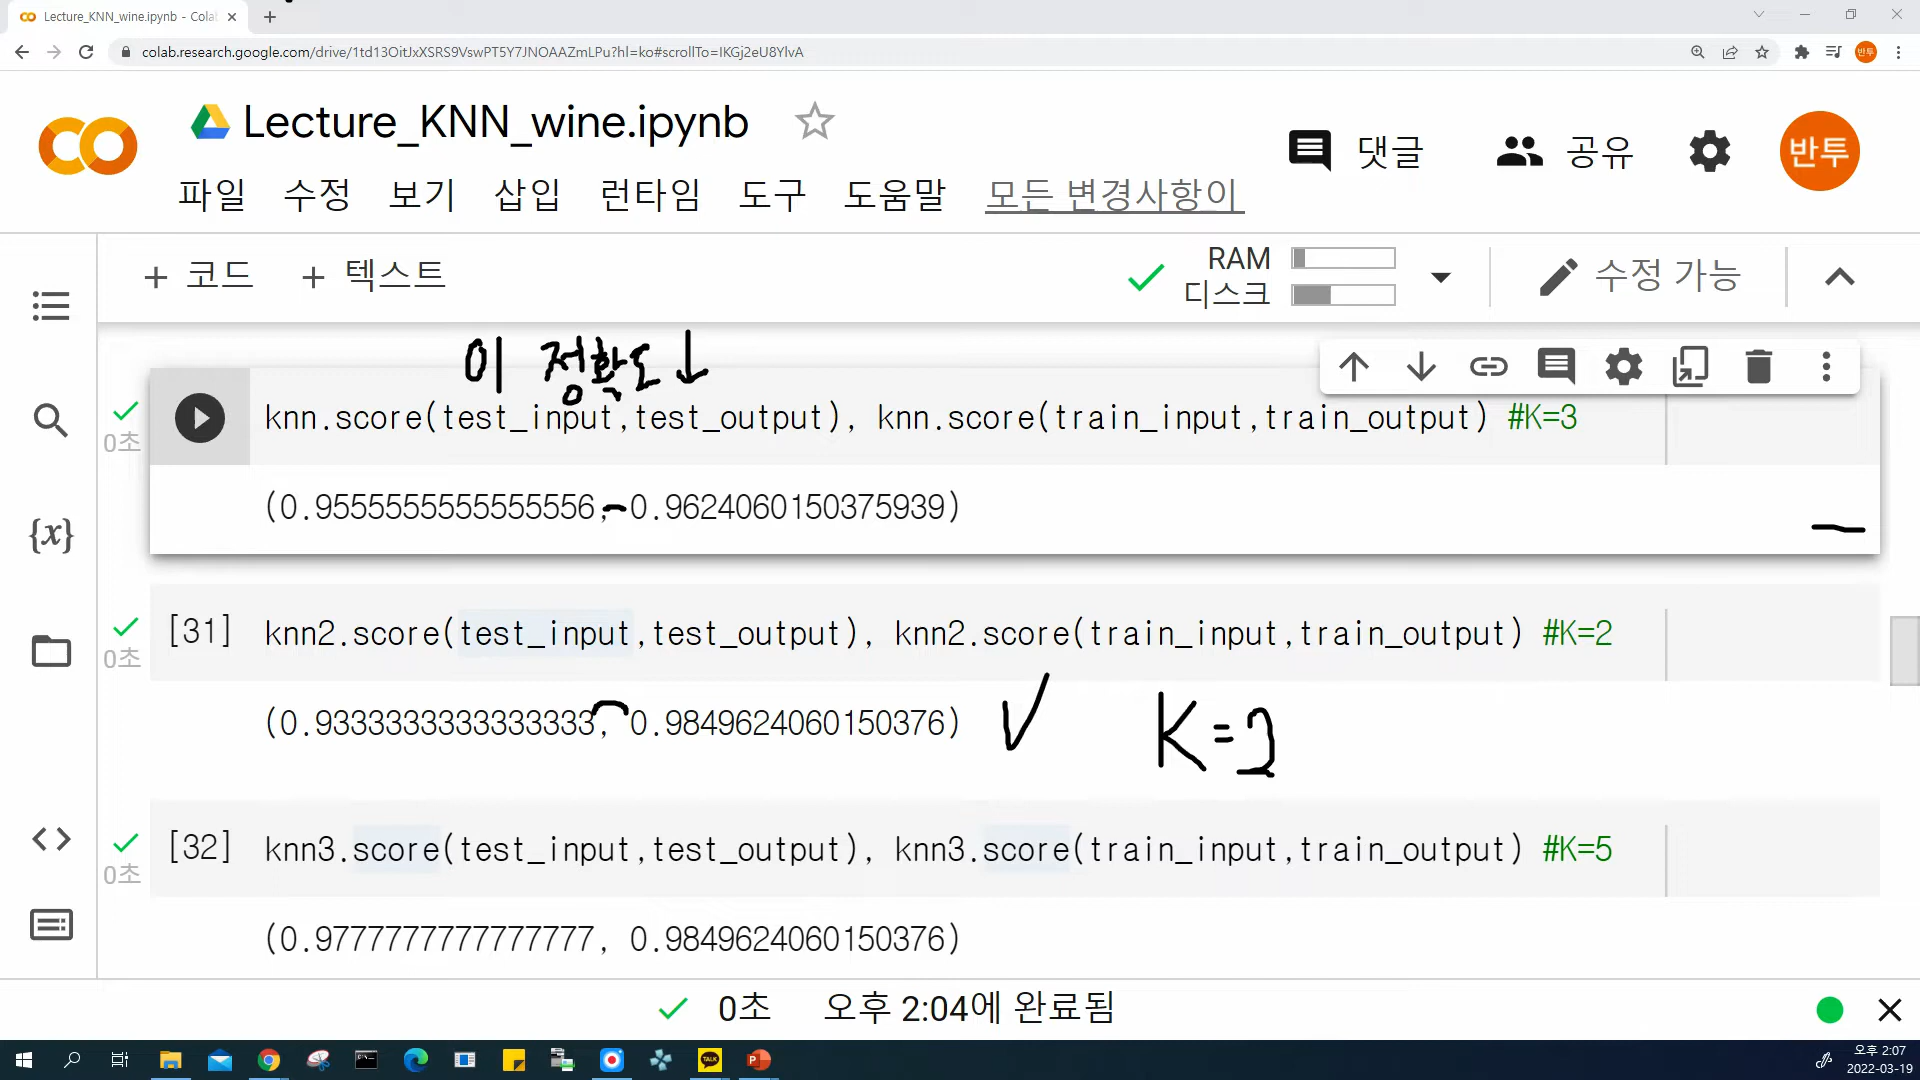 Lecture_KNN_wine.ipynb - Cola
colab.research.google.com/drive/1td13OitJxXSRS9VswPT5Y7JNOAAZmLPu?hl=ko#scrollTo=IKGj2eU8YlvA
반투
Lecture_KNN_wine.ipynb
댓글 공유 반투
파일 수정 보기 삽입 런타임 도구 도움말 모든 변경사항이
+ 코드 + 텍스트
RAM
디스크
수정 가능
이 정확도 ↓
knn.score(test_input,test_output), knn.score(train_input,train_output) #K=3
0초
(0.9555555555555556, 0.9624060150375939)
{x}
[31] knn2.score(test_input,test_output), knn2.score(train_input,train_output) #K=2
0초
(0.9333333333333333, 0.9849624060150376)
K=2
[32] knn3.score(test_input,test_output), knn3.score(train_input,train_output) #K=5
0초
(0.9777777777777777, 0.9849624060150376)
0초 오후 2:04에 완료됨
TALK
오후 2:07
2022-03-19